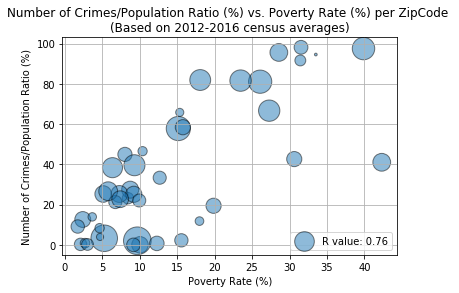 Number of Crimes/Population Ratio (%) vs. Poverty Rate (%) per ZipCode
(Based on 2012-2016 census averages)
Number of Crimes/Population Ratio (%)
100
80
60
40
20
0
R value: 0.76
0 5 10 15 20 25 30 35 40
Poverty Rate (%)